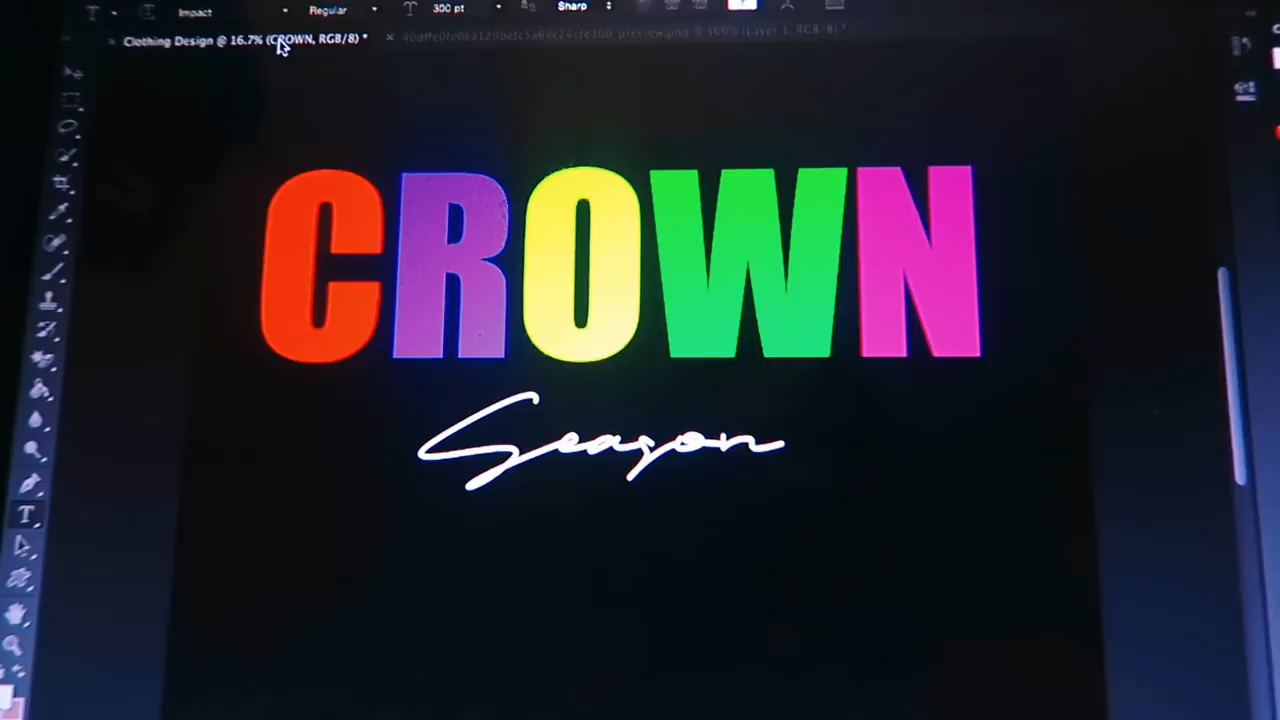 T Impact Regular T 300 pt Sharp
× Clothing Design @ 16.7% (CROWN, RGB/8) *
CROWN
Season
T